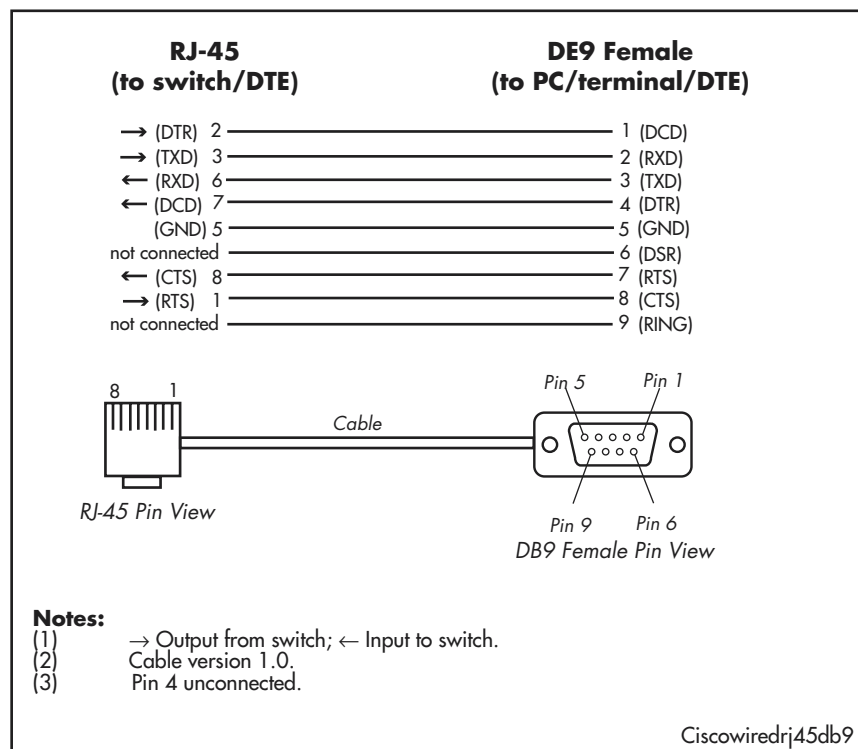 RJ-45 DE9 Female
(to switch/DTE) (to PC/terminal/DTE)
→ (DTR) 2 1 (DCD)
→ (TXD) 3 2 (RXD)
← (RXD) 6 3 (TXD)
← (DCD) 7 4 (DTR)
(GND) 5 5 (GND)
not connected 6 (DSR)
← (CTS) 8 7 (RTS)
→ (RTS) 1 8 (CTS)
not connected 9 (RING)
8 1
Cable
Pin 5 Pin 1
RJ-45 Pin View
Pin 9 Pin 6
DB9 Female Pin View
Notes:
(1) → Output from switch; ← Input to switch.
(2) Cable version 1.0.
(3) Pin 4 unconnected.
Ciscowiredrj45db9